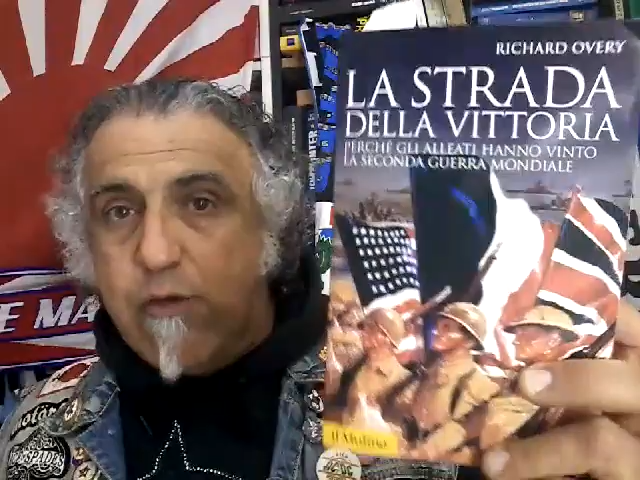 RICHARD OVERY
LA STRADA
DELLA VITTORIA
PERCHÉ GLI ALLEATI HANNO VINTO
LA SECONDA GUERRA MONDIALE
il Mulino
E MA